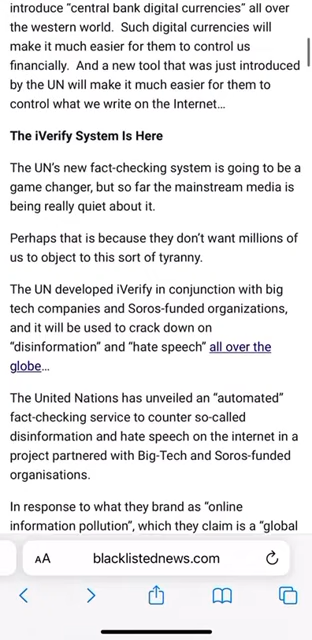 introduce “central bank digital currencies” all over
the western world.  Such digital currencies will
make it much easier for them to control us
financially.  And a new tool that was just introduced
by the UN will make it much easier for them to
control what we write on the Internet…
The iVerify System Is Here
The UN’s new fact-checking system is going to be a
game changer, but so far the mainstream media is
being really quiet about it.
Perhaps that is because they don’t want millions of
us to object to this sort of tyranny.
The UN developed iVerify in conjunction with big
tech companies and Soros-funded organizations,
and it will be used to crack down on
“disinformation” and “hate speech” all over the
globe…
The United Nations has unveiled an “automated”
fact-checking service to counter so-called
disinformation and hate speech on the internet in a
project partnered with Big-Tech and Soros-funded
organisations.
In response to what they brand as “online
information pollution”, which they claim is a “global
AA blacklistednews.com